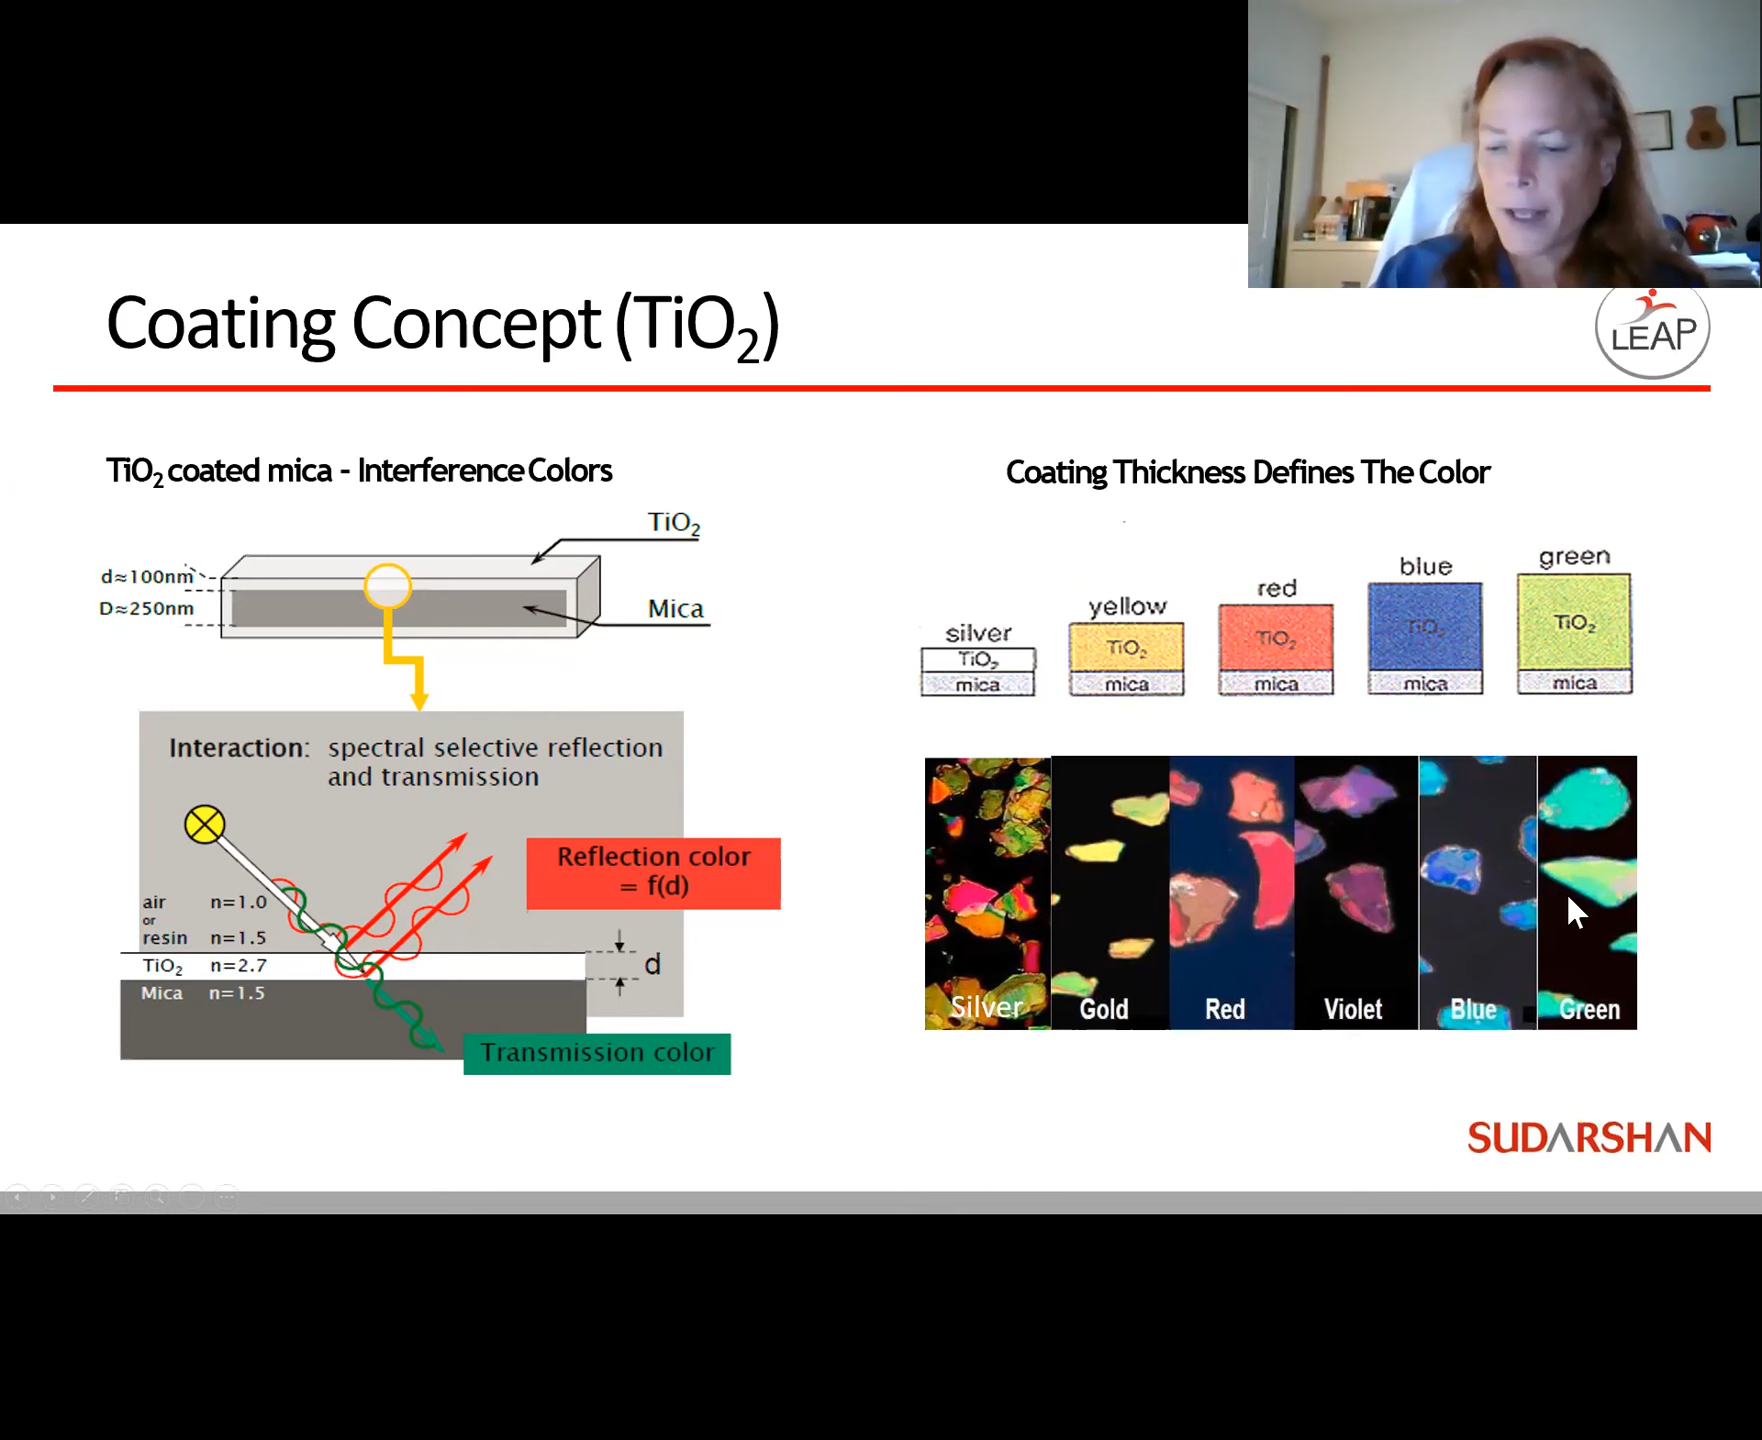 Coating Concept (TiO₂)
LEAP
TiO₂ coated mica - Interference Colors
TiO₂
d≈100nm
D≈250nm
Mica
Interaction: spectral selective reflection
and transmission
Reflection color
= f(d)
air n=1.0
or
resin n=1.5
TiO₂ n=2.7
d
Mica n=1.5
Transmission color
Coating Thickness Defines The Color
silver
yellow
red
blue
green
TiO₂
TiO₂
TiO₂
TiO₂
TiO₂
mica
mica
mica
mica
mica
Silver
Gold
Red
Violet
Blue
Green
SUDARSHAN